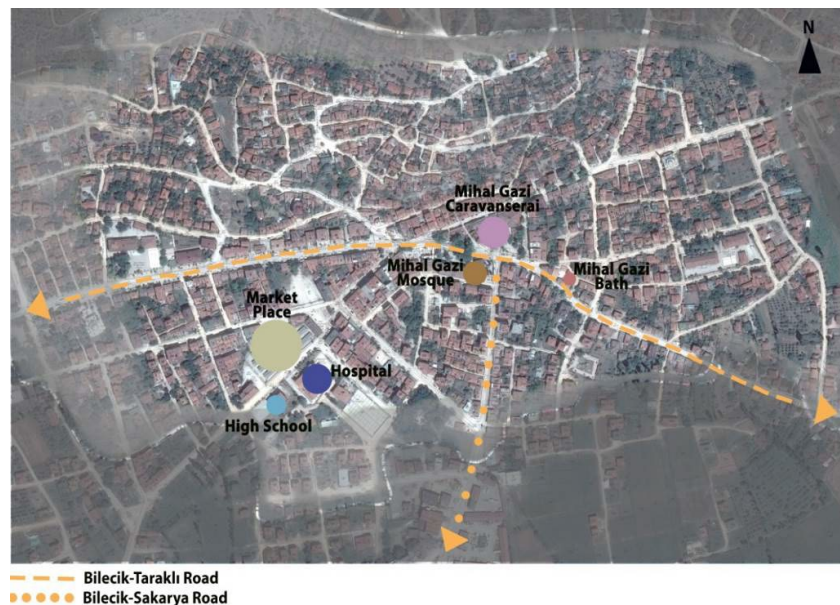 N
Mihal Gazi
Caravanserai
Mihal Gazi
Mosque
Mihal Gazi
Bath
Market
Place
Hospital
High School
Bilecik-Taraklı Road
Bilecik-Sakarya Road